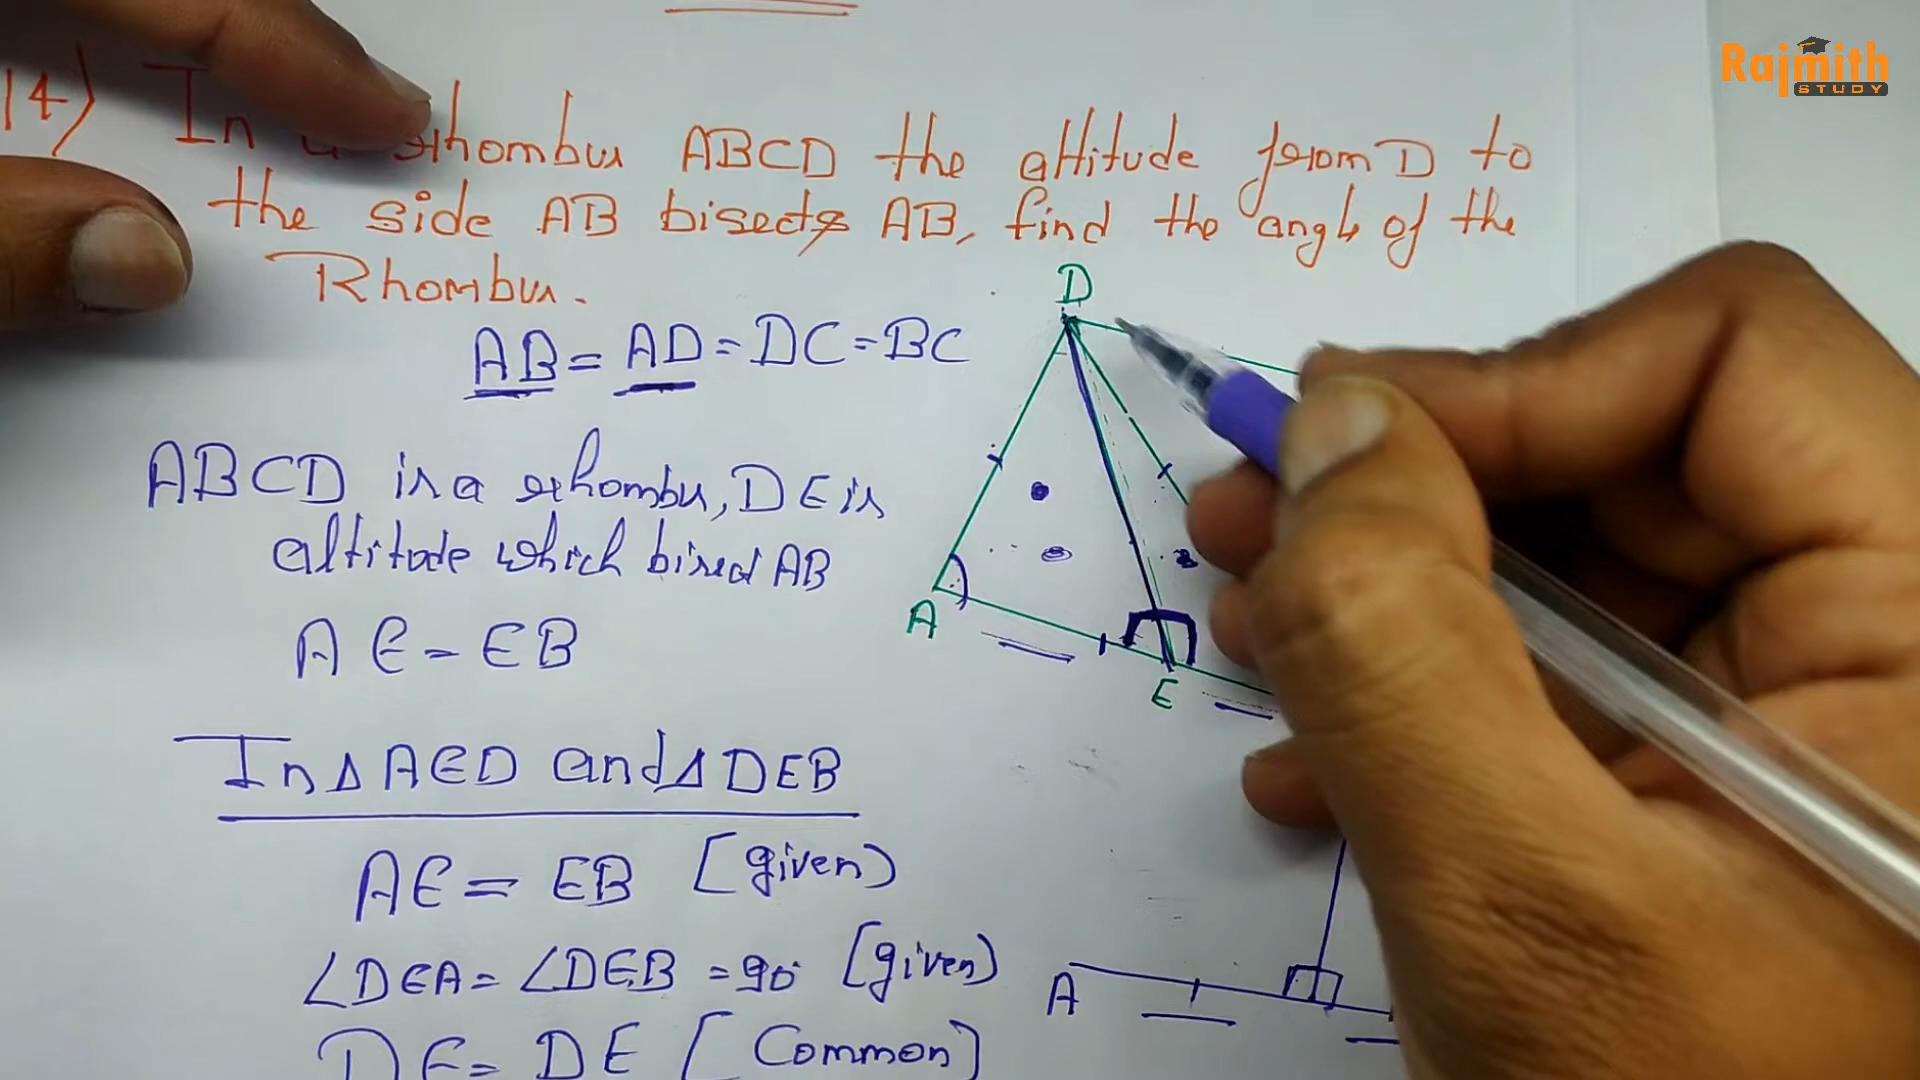 Rajmith
STUDY
14) In a rhombus ABCD the altitude from D to
the side AB bisects AB, find the angle of the
Rhombus.
D
AB = AD = DC = BC
ABCD is a rhombus, DE is
altitude which bisect AB
A
AE = EB
E
In △ AED and △ DEB
AE = EB [given)
∠DEA = ∠DEB = 90° [given)
A
DE = DE [Common]